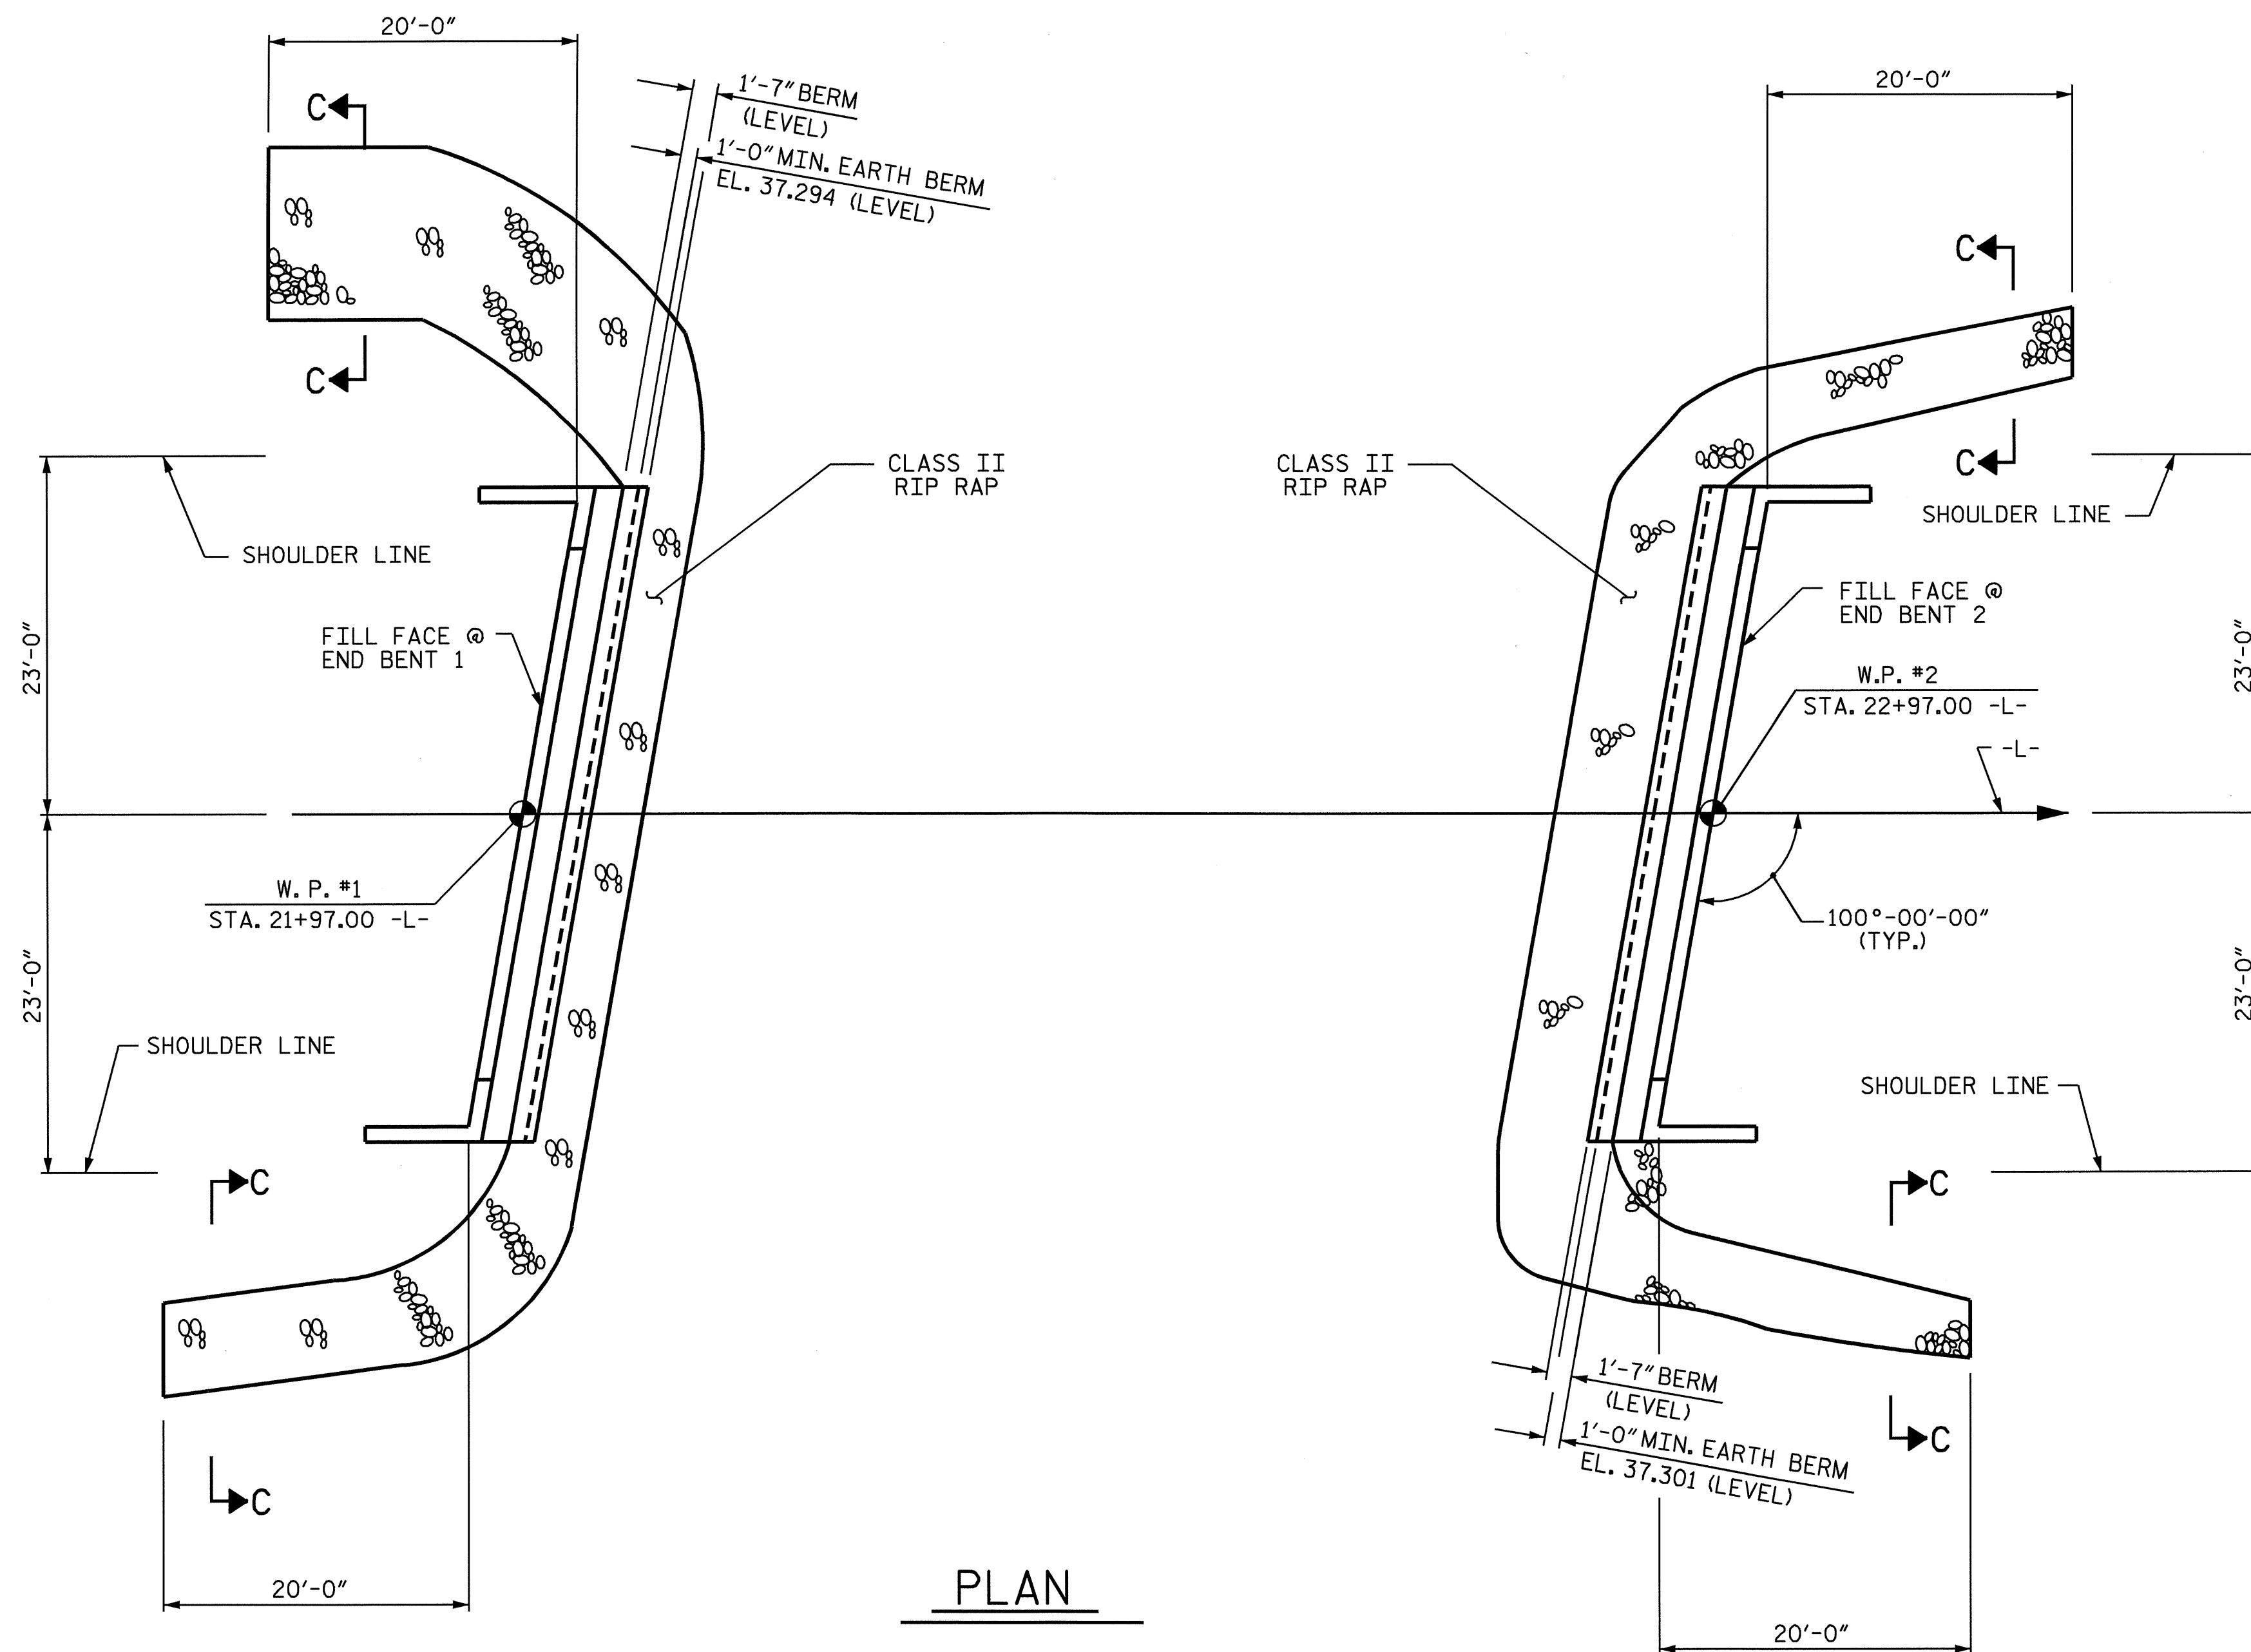 20'-0"
20'-0"
C
1'-7" BERM
(LEVEL)
1'-0" MIN. EARTH BERM
EL. 37.294 (LEVEL)
C
C
C
CLASS II
RIP RAP
CLASS II
RIP RAP
SHOULDER LINE
SHOULDER LINE
FILL FACE @
END BENT 1
FILL FACE @
END BENT 2
23'-0"
23'-0"
W.P. #2
STA. 22+97.00 -L-
-L-
W.P. #1
STA. 21+97.00 -L-
100°-00'-00"
(TYP.)
23'-0"
23'-0"
SHOULDER LINE
SHOULDER LINE
C
C
1'-7" BERM
(LEVEL)
1'-0" MIN. EARTH BERM
EL. 37.301 (LEVEL)
C
C
20'-0"
PLAN
20'-0"